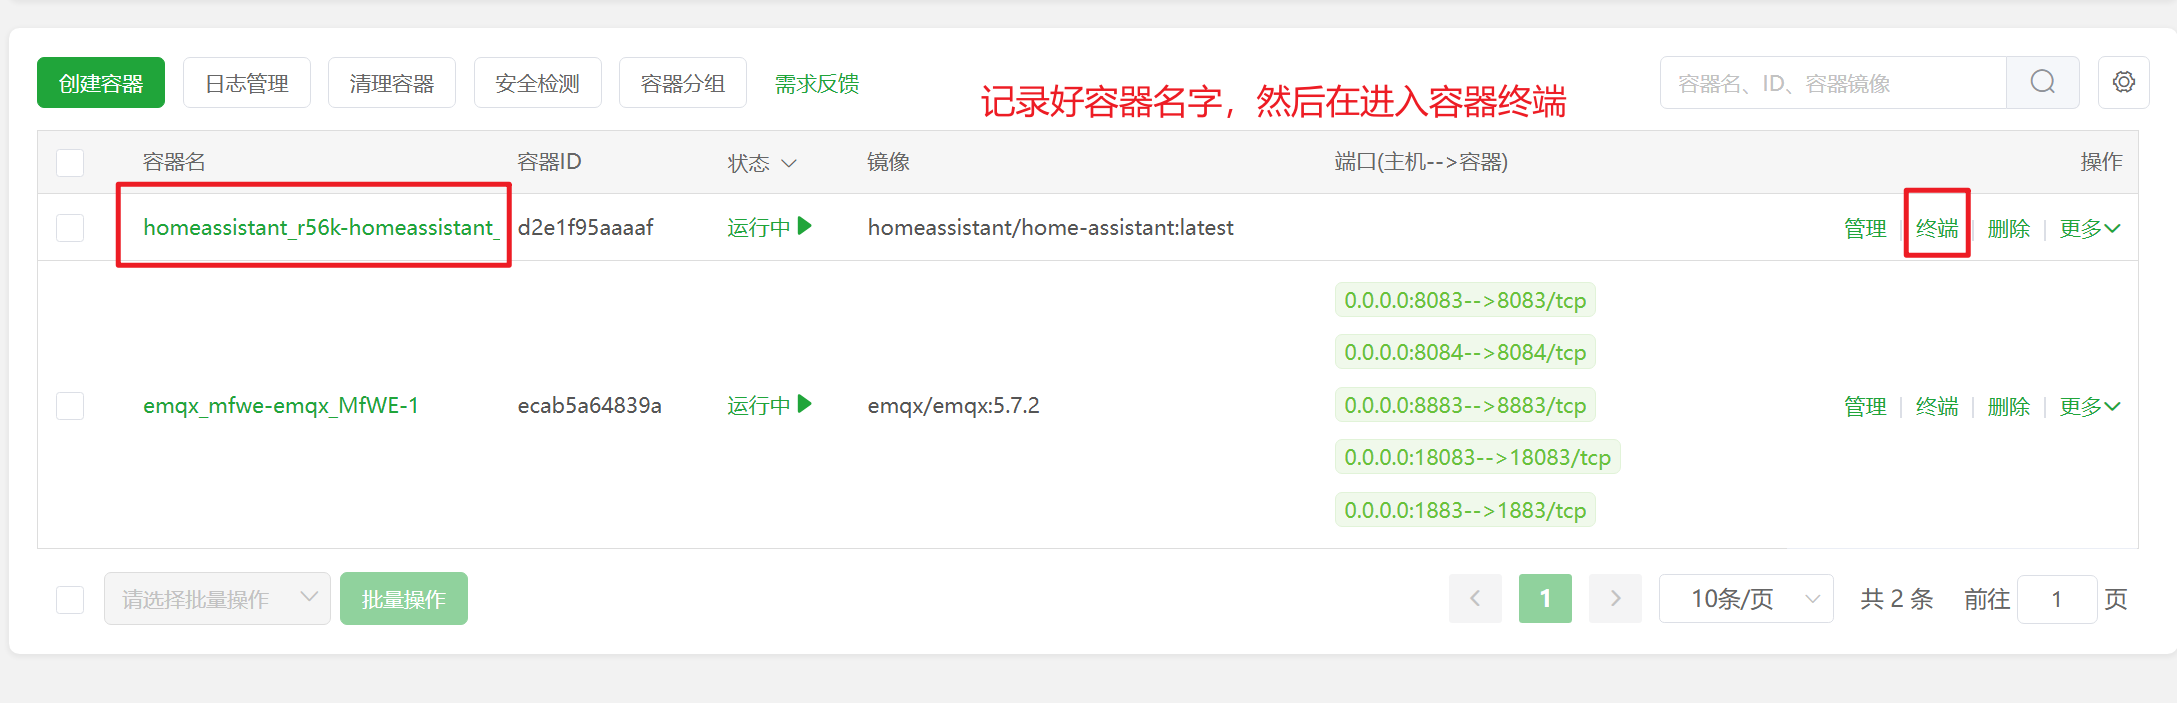 创建容器 日志管理 清理容器 安全检测 容器分组 需求反馈 容器名、ID、容器镜像
记录好容器名字，然后在进入容器终端
容器名 容器ID 状态 镜像 端口(主机-->容器) 操作
homeassistant_r56k-homeassistant_ d2e1f95aaaaf 运行中 homeassistant/home-assistant:latest 管理 | 终端 | 删除 | 更多
0.0.0.0:8083-->8083/tcp
0.0.0.0:8084-->8084/tcp
emqx_mfwe-emqx_MfWE-1 ecab5a64839a 运行中 emqx/emqx:5.7.2 0.0.0.0:8883-->8883/tcp 管理 | 终端 | 删除 | 更多
0.0.0.0:18083-->18083/tcp
0.0.0.0:1883-->1883/tcp
请选择批量操作 批量操作 1 10条/页 共 2 条 前往 1 页